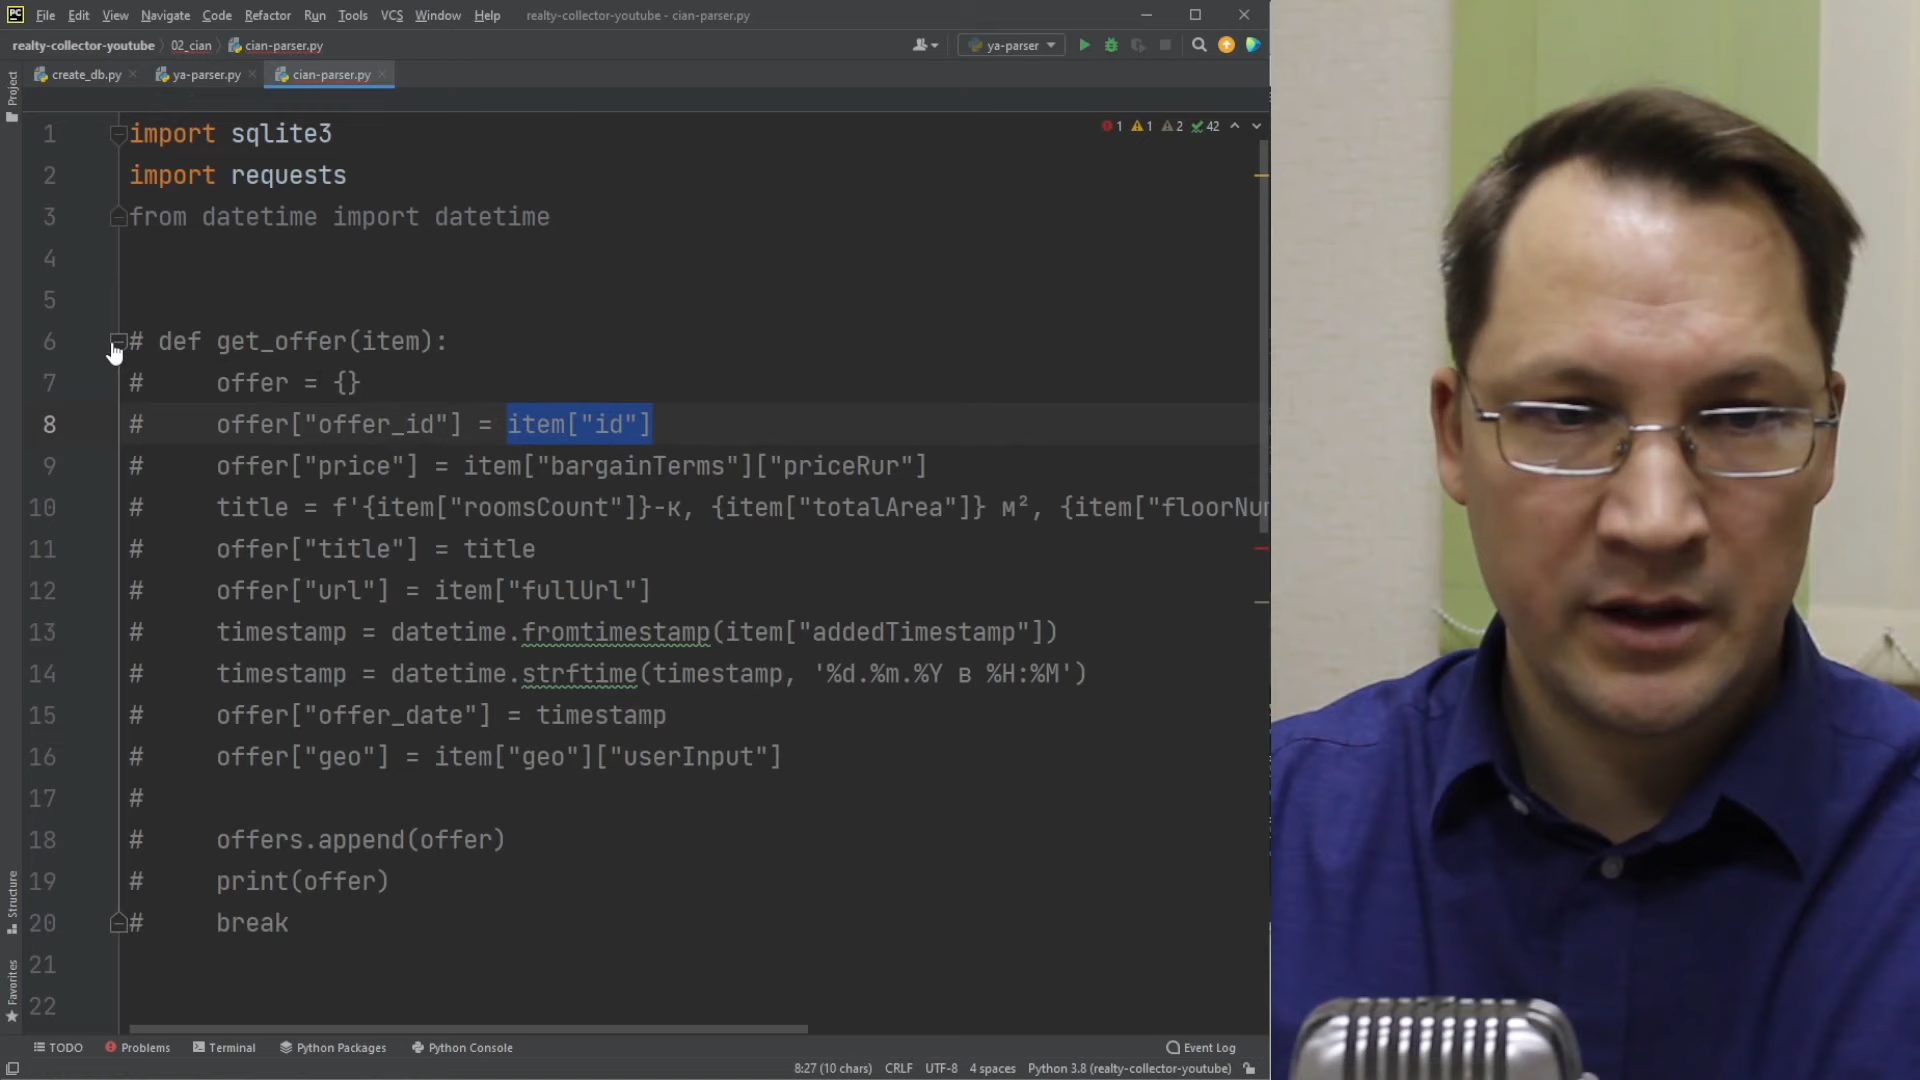 PC File Edit View Navigate Code Refactor Run Tools VCS Window Help realty-collector-youtube - cian-parser.py
realty-collector-youtube 02_cian cian-parser.py ya-parser
create_db.py ya-parser.py cian-parser.py
Project
1 1 2 42
1 import sqlite3
2 import requests
3 from datetime import datetime
4
5
6 # def get_offer(item):
7 #     offer = {}
8 #     offer["offer_id"] = item["id"]
9 #     offer["price"] = item["bargainTerms"]["priceRur"]
10 #     title = f'{item["roomsCount"]}-к, {item["totalArea"]} м², {item["floorNu
11 #     offer["title"] = title
12 #     offer["url"] = item["fullUrl"]
13 #     timestamp = datetime.fromtimestamp(item["addedTimestamp"])
14 #     timestamp = datetime.strftime(timestamp, '%d.%m.%Y в %H:%M')
15 #     offer["offer_date"] = timestamp
16 #     offer["geo"] = item["geo"]["userInput"]
17 #
18 #     offers.append(offer)
19 #     print(offer)
20 #     break
21
22
Structure
Favorites
TODO Problems Terminal Python Packages Python Console Event Log
8:27 (10 chars) CRLF UTF-8 4 spaces Python 3.8 (realty-collector-youtube)